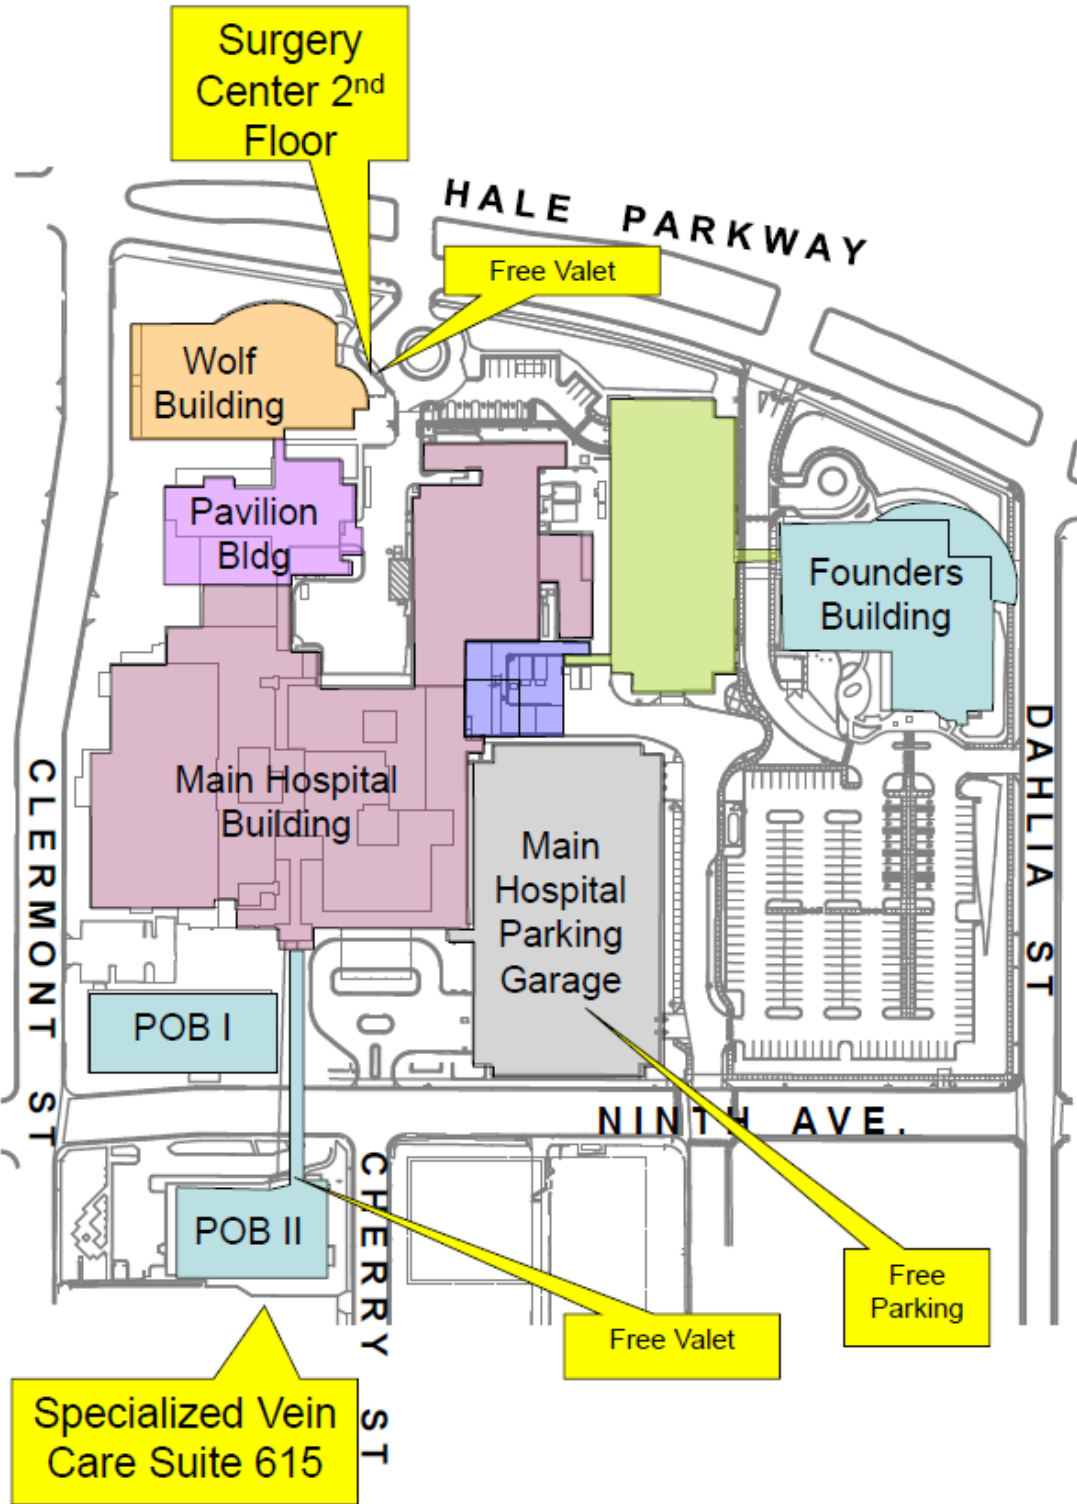 Surgery
Center 2nd
Floor
HALE PARKWAY
Free Valet
Wolf
Building
Pavilion
Bldg
Founders
Building
Main Hospital
Building
Main
Hospital
Parking
Garage
CLERMONT ST
DAHLIA ST
POB I
NINTH AVE.
POB II
CHERRY ST
Free
Parking
Free Valet
Specialized Vein
Care Suite 615